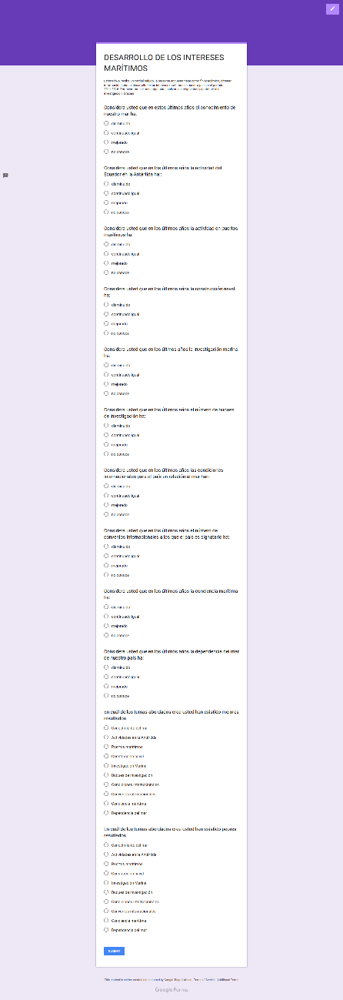 DESARROLLO DE LOS INTERESES
MARÍTIMOS
Considera usted que en estos últimos años el conocimiento de
nuestro mar ha:
disminuido
continuado igual
mejorado
no conoce
Considera usted que en los últimos años la actividad del
Ecuador en la Antártida ha:
disminuido
continuado igual
mejorado
no conoce
Considera usted que en los últimos años la actividad en puertos
marítimos ha:
disminuido
continuado igual
mejorado
no conoce
Considera usted que en los últimos años la construcción naval
ha:
disminuido
continuado igual
mejorado
no conoce
Considera usted que en los últimos años la investigación marina
ha:
disminuido
continuado igual
mejorado
no conoce
Considera usted que en los últimos años el número de buques
de investigación ha:
disminuido
continuado igual
mejorado
no conoce
Considera usted que en los últimos años las condiciones
internacionales para el país en relación al mar han:
disminuido
continuado igual
mejorado
no conoce
Considera usted que en los últimos años el número de
convenios internacionales a los que el país es signatario ha:
disminuido
continuado igual
mejorado
no conoce
Considera usted que en los últimos años la conciencia marítima
ha:
disminuido
continuado igual
mejorado
no conoce
Considera usted que en los últimos años la dependencia del mar
de nuestro país ha:
disminuido
continuado igual
mejorado
no conoce
En cuál de los temas abordados cree usted han existido mejores
resultados
Conocimiento del mar
Actividades en la Antártida
Puertos marítimos
Construcción naval
Investigación Marina
Buques de investigación
Condiciones internacionales
Convenios internacionales
Conciencia marítima
Dependencia del mar
En cuál de los temas abordados cree usted han existido peores
resultados
Conocimiento del mar
Actividades en la Antártida
Puertos marítimos
Construcción naval
Investigación Marina
Buques de investigación
Condiciones internacionales
Convenios internacionales
Conciencia marítima
Dependencia del mar
SUBMIT
Google Forms